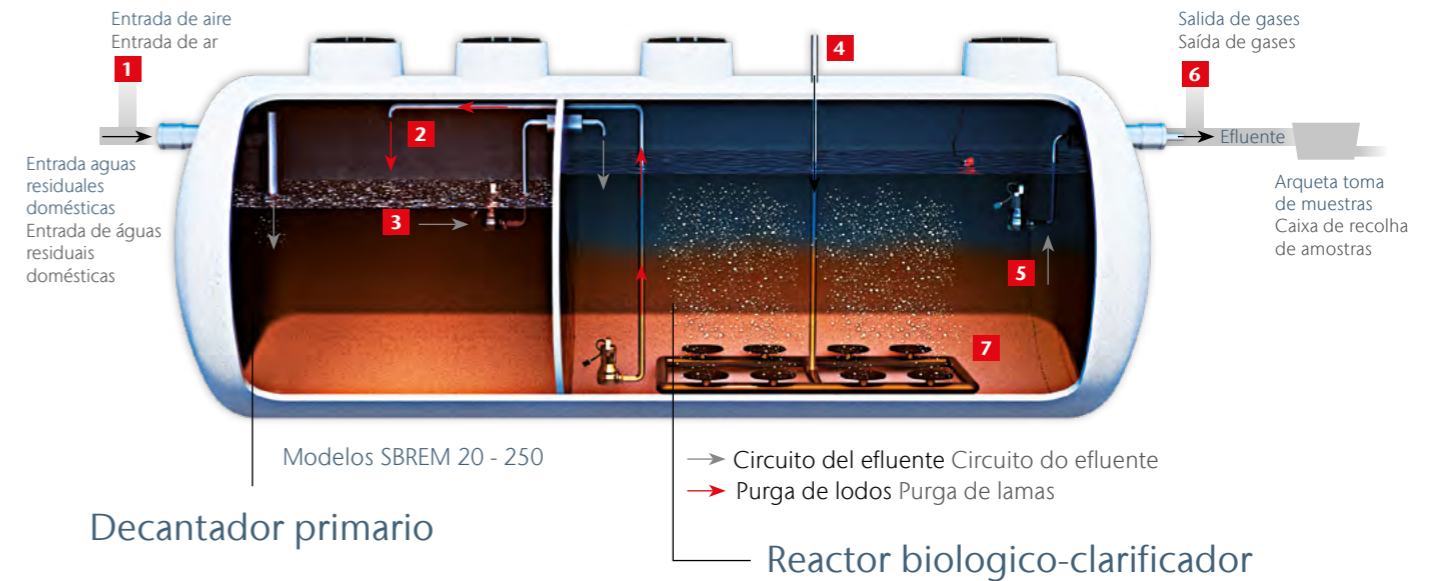 Entrada de aire
Entrada de ar
1
Entrada aguas
residuales
domésticas
Entrada de águas
residuais
domésticas
2
3
4
5
7
Salida de gases
Saída de gases
6
Efluente
Arqueta toma
de muestras
Caixa de recolha
de amostras
Modelos SBREM 20 - 250
Circuito del efluente Circuito do efluente
Purga de lodos Purga de lamas
Decantador primario
Reactor biologico-clarificador